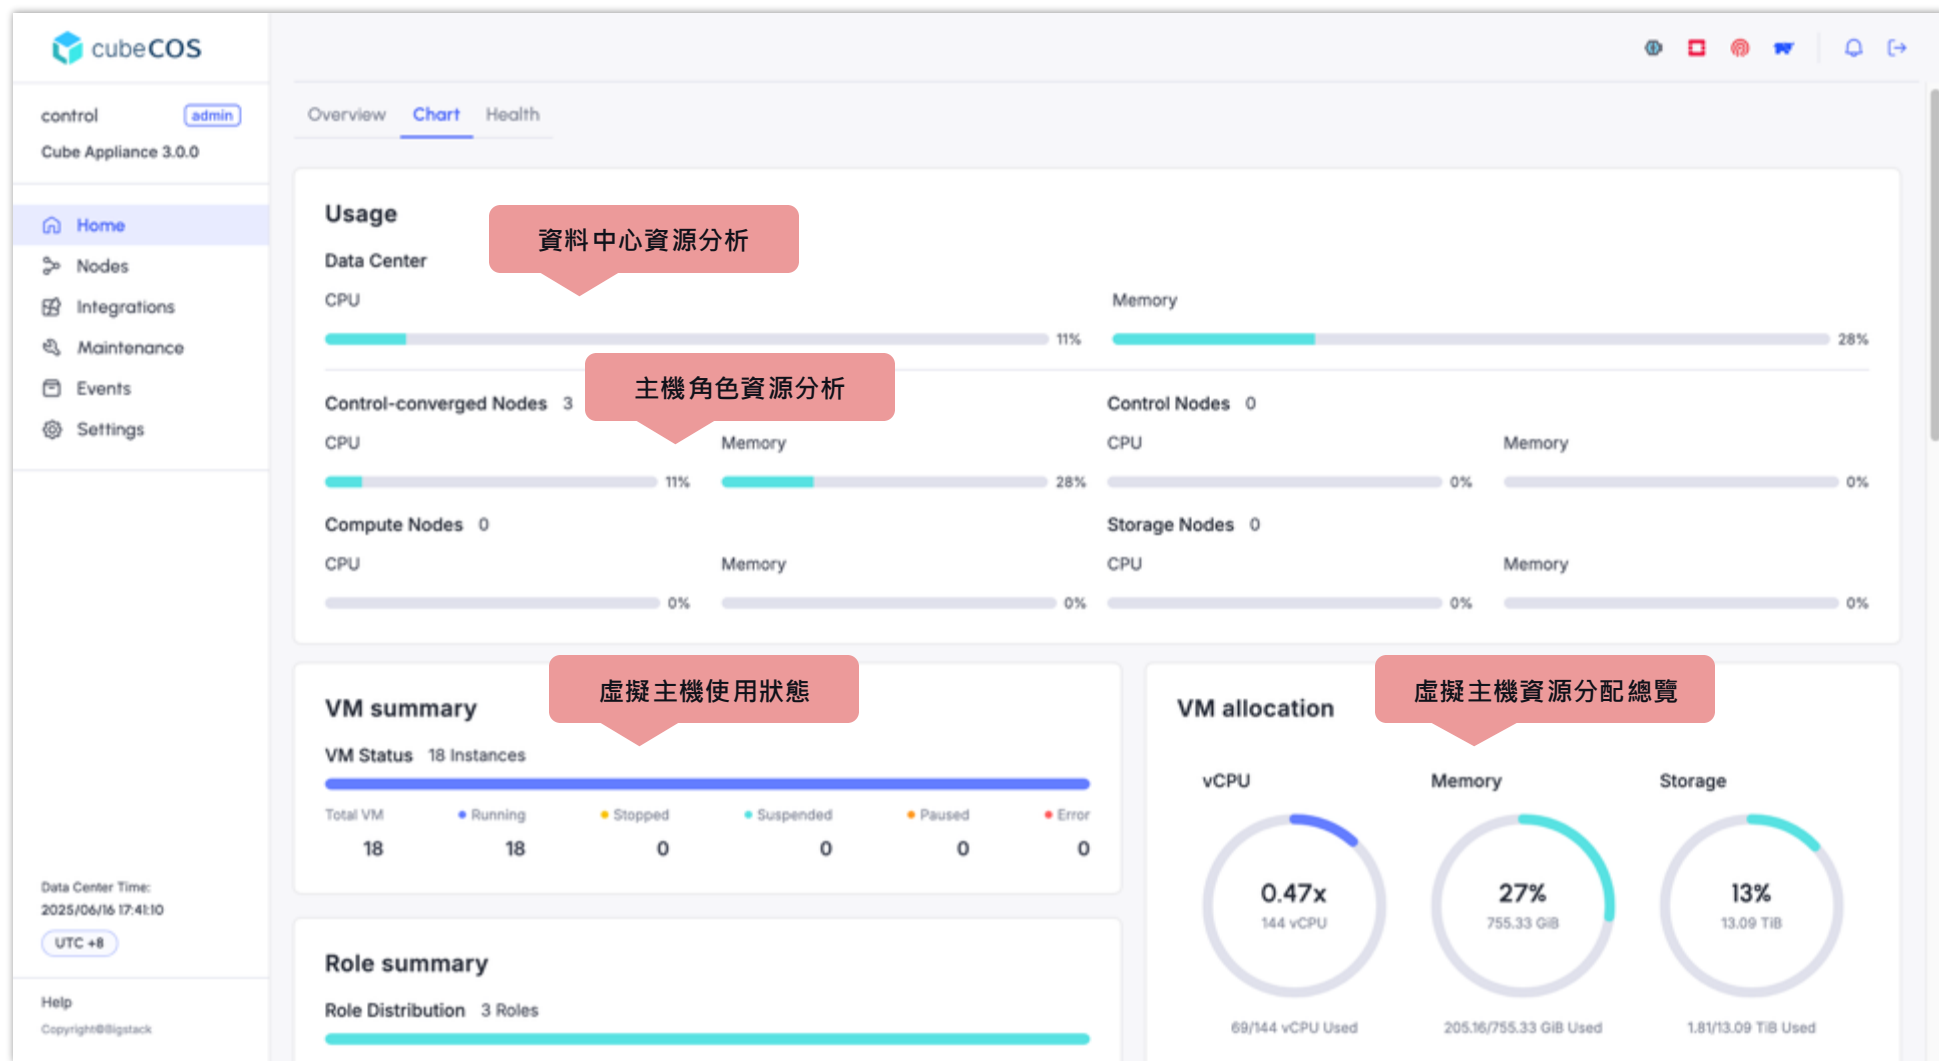 cubeCOS
control admin
Cube Appliance 3.0.0
Home
Nodes
Integrations
Maintenance
Events
Settings
Data Center Time:
2025/06/16 17:41:10
UTC +8
Help
Copyright©Bigstack
Overview Chart Health
Usage
資料中心資源分析
Data Center
CPU
11%
Memory
28%
主機角色資源分析
Control-converged Nodes 3
CPU
11%
Memory
28%
Control Nodes 0
CPU
0%
Memory
0%
Compute Nodes 0
CPU
0%
Memory
0%
Storage Nodes 0
CPU
0%
Memory
0%
VM summary
虛擬主機使用狀態
VM Status 18 Instances
Total VM Running Stopped Suspended Paused Error
18 18 0 0 0 0
Role summary
Role Distribution 3 Roles
VM allocation
虛擬主機資源分配總覽
vCPU
0.47x
144 vCPU
69/144 vCPU Used
Memory
27%
755.33 GiB
205.16/755.33 GiB Used
Storage
13%
13.09 TiB
1.81/13.09 TiB Used